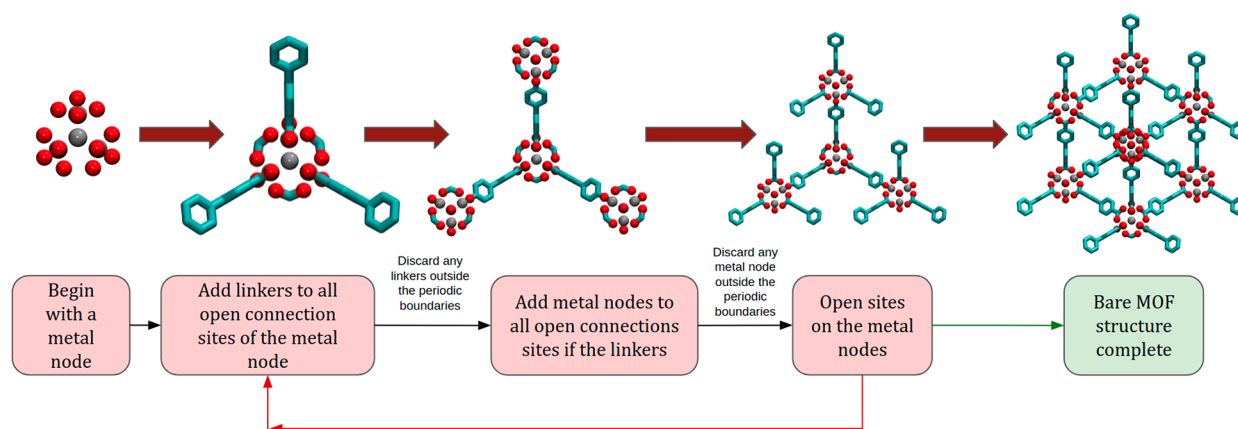 Begin
with a
metal
node
Add linkers to all
open connection
sites of the metal
node
Discard any
linkers outside
the periodic
boundaries
Add metal nodes to
all open connections
sites if the linkers
Discard any
metal node
outside the
periodic
boundaries
Open sites
on the metal
nodes
Bare MOF
structure
complete